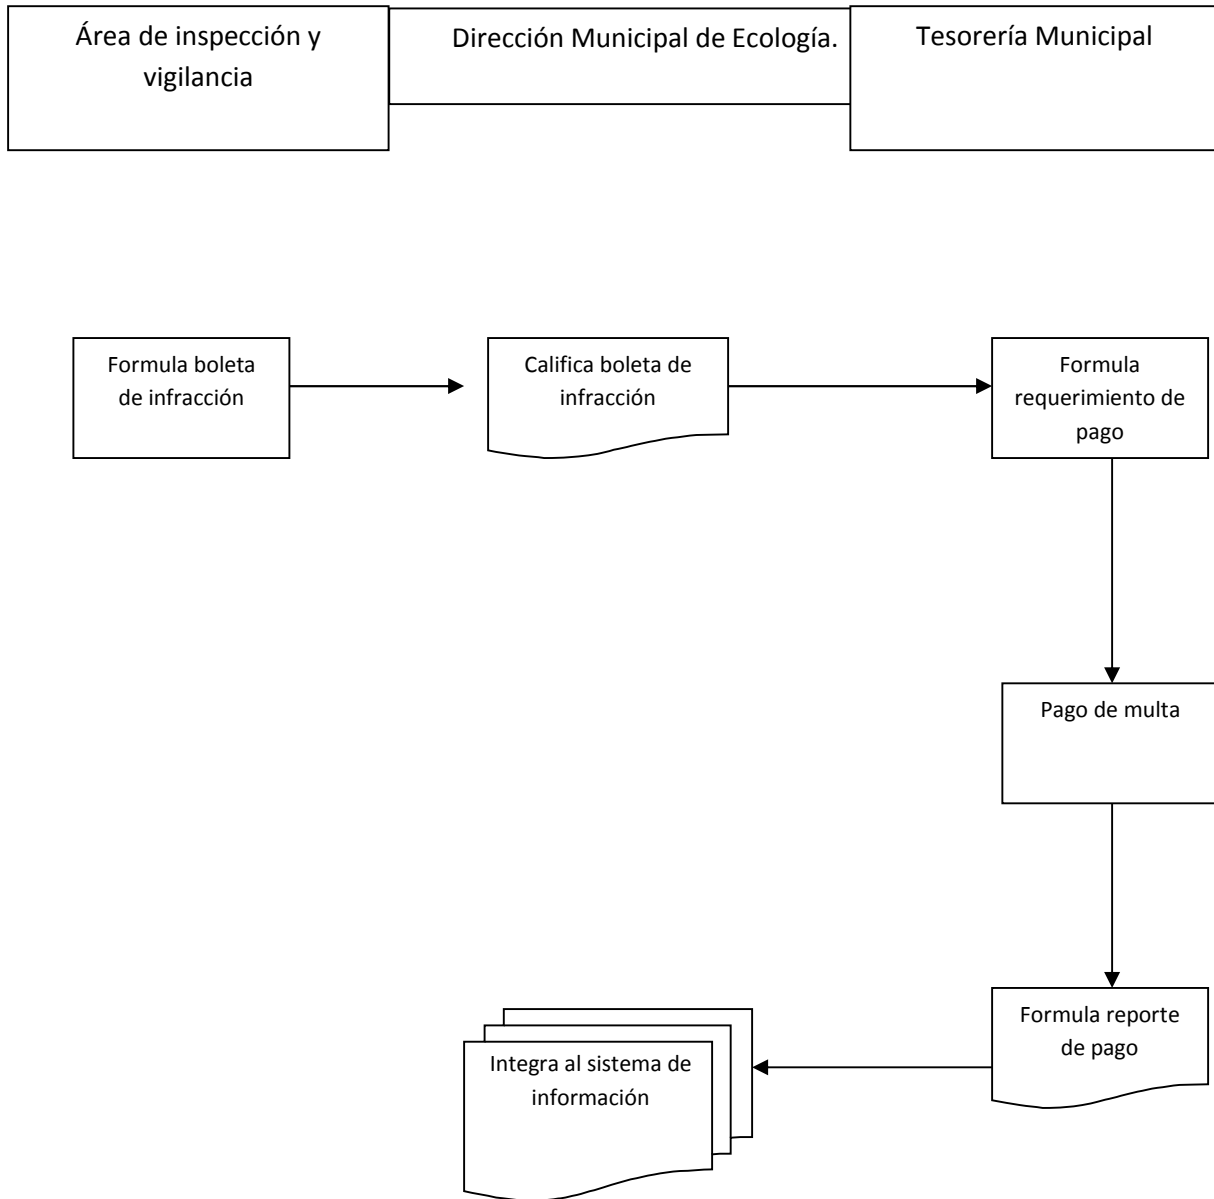 Área de inspección y
vigilancia
Dirección Municipal de Ecología.
Tesorería Municipal
Formula boleta
de infracción
Califica boleta de
infracción
Formula
requerimiento de
pago
Pago de multa
Formula reporte
de pago
Integra al sistema de
información